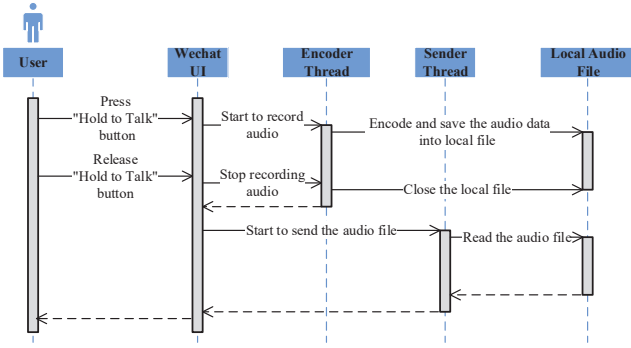 User
Wechat
UI
Encoder
Thread
Sender
Thread
Local Audio
File
Press
"Hold to Talk"
button
Start to record
audio
Encode and save the audio data
into local file
Release
"Hold to Talk"
button
Stop recording
audio
Close the local file
Start to send the audio file
Read the audio file